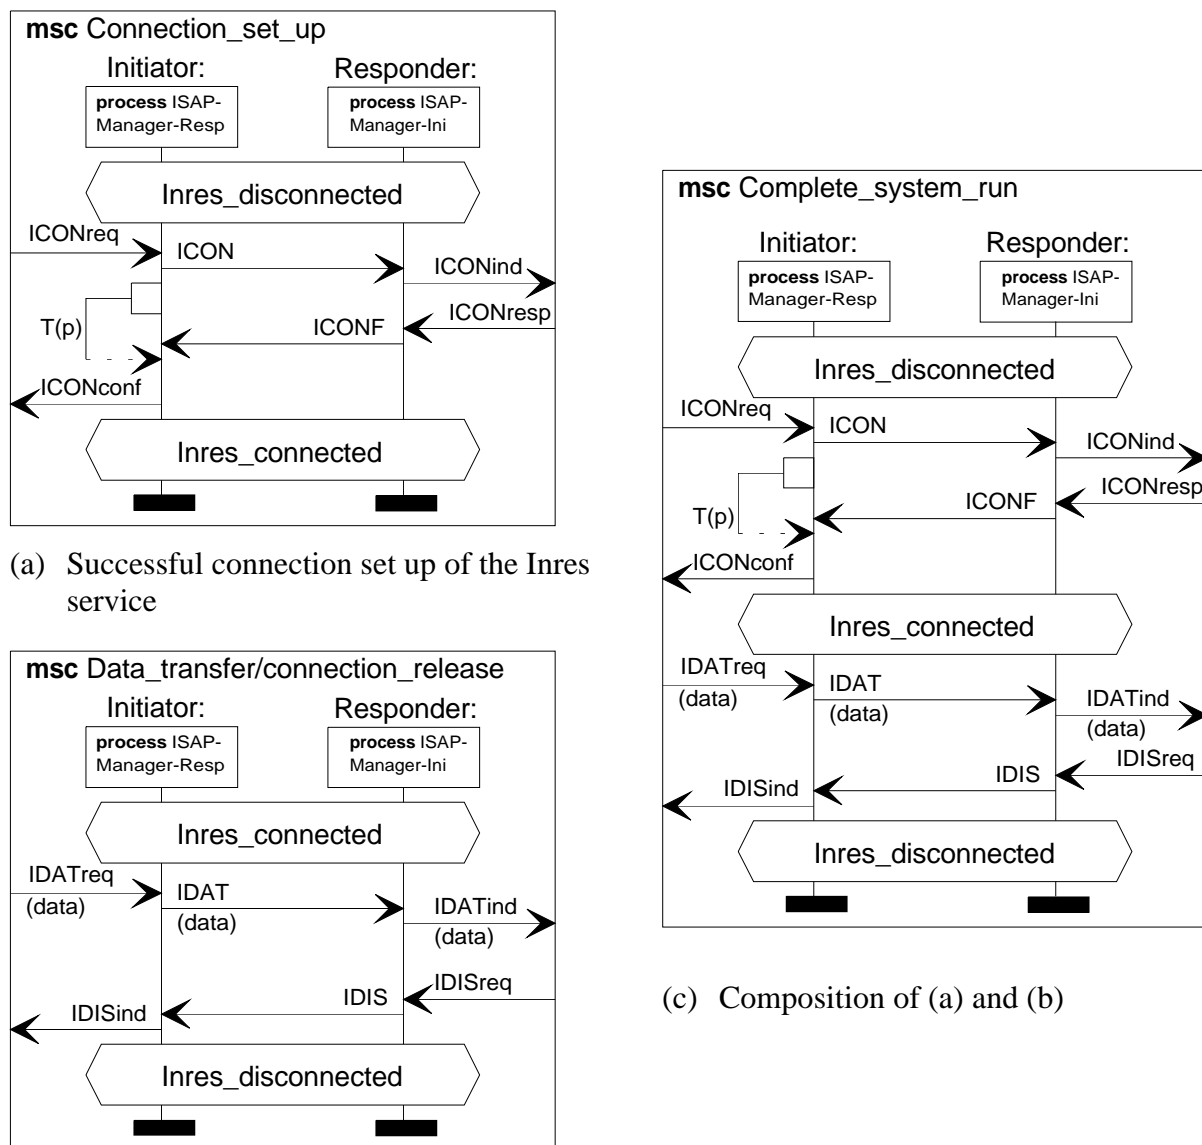 msc Connection_set_up
Initiator:
Responder:
process ISAP-
Manager-Resp
process ISAP-
Manager-Ini
Inres_disconnected
ICONreq
ICON
ICONind
ICONresp
T(p)
ICONF
ICONconf
Inres_connected
(a) Successful connection set up of the Inres
service
msc Data_transfer/connection_release
Initiator:
Responder:
process ISAP-
Manager-Resp
process ISAP-
Manager-Ini
Inres_connected
IDATreq
(data)
IDAT
(data)
IDATind
(data)
IDISreq
IDIS
IDISind
Inres_disconnected
msc Complete_system_run
Initiator:
Responder:
process ISAP-
Manager-Resp
process ISAP-
Manager-Ini
Inres_disconnected
ICONreq
ICON
ICONind
ICONresp
T(p)
ICONF
ICONconf
Inres_connected
IDATreq
(data)
IDAT
(data)
IDATind
(data)
IDISreq
IDIS
IDISind
Inres_disconnected
(c) Composition of (a) and (b)